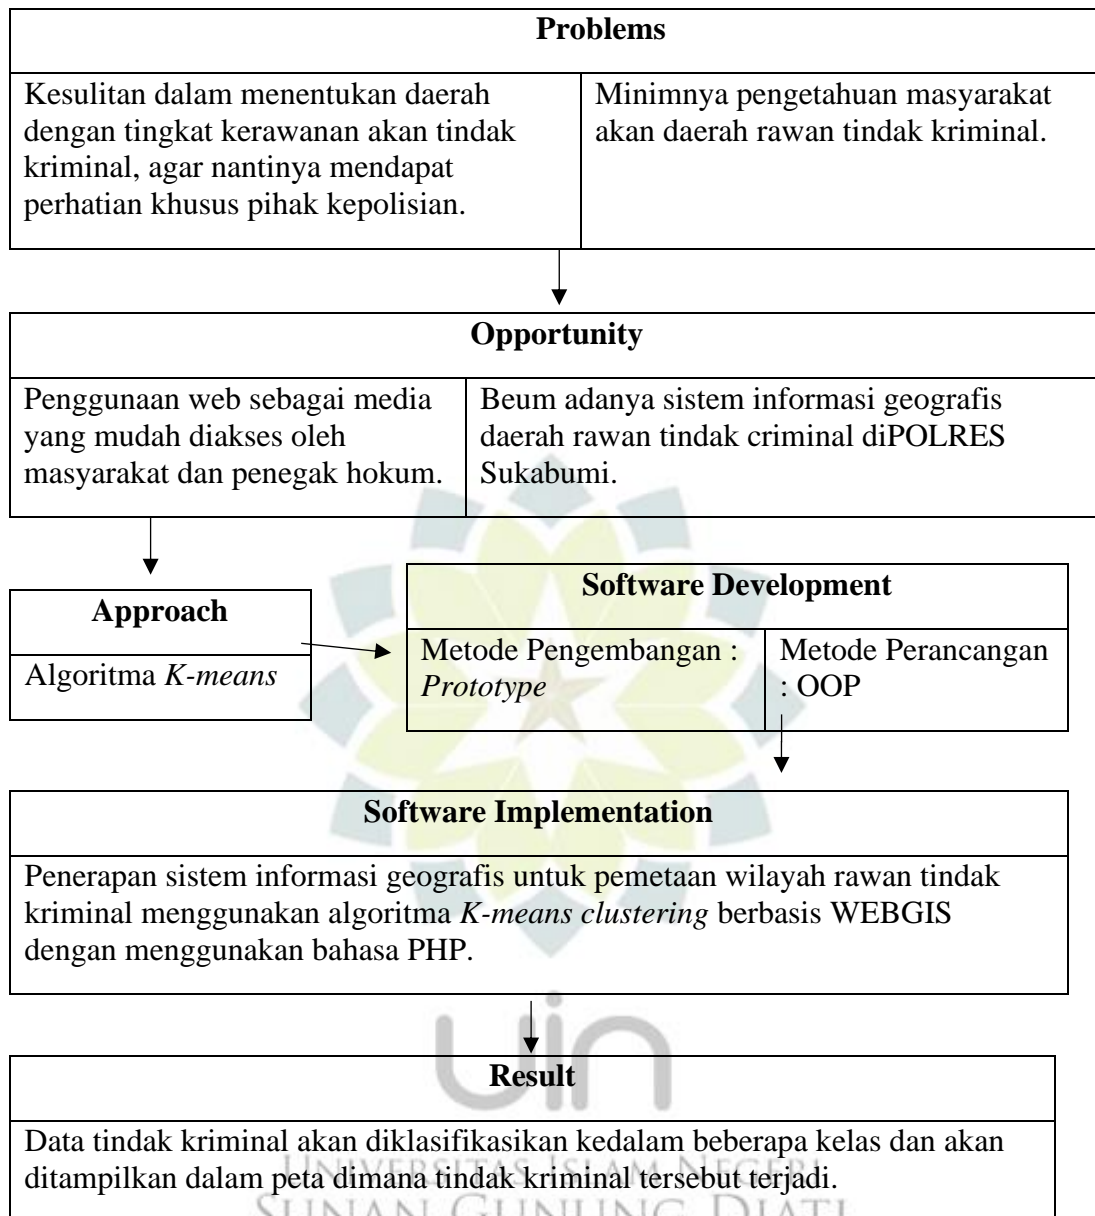 Problems
Kesulitan dalam menentukan daerah
dengan tingkat kerawanan akan tindak
kriminal, agar nantinya mendapat
perhatian khusus pihak kepolisian.
Minimnya pengetahuan masyarakat
akan daerah rawan tindak kriminal.
Opportunity
Penggunaan web sebagai media
yang mudah diakses oleh
masyarakat dan penegak hokum.
Beum adanya sistem informasi geografis
daerah rawan tindak criminal diPOLRES
Sukabumi.
Approach
Algoritma K-means
Software Development
Metode Pengembangan :
Prototype
Metode Perancangan
: OOP
Software Implementation
Penerapan sistem informasi geografis untuk pemetaan wilayah rawan tindak
kriminal menggunakan algoritma K-means clustering berbasis WEBGIS
dengan menggunakan bahasa PHP.
uin
Result
Data tindak kriminal akan diklasifikasikan kedalam beberapa kelas dan akan
ditampilkan dalam peta dimana tindak kriminal tersebut terjadi.
UNIVERSITAS ISLAM NEGERI
SUNAN GUNUNG DJATI